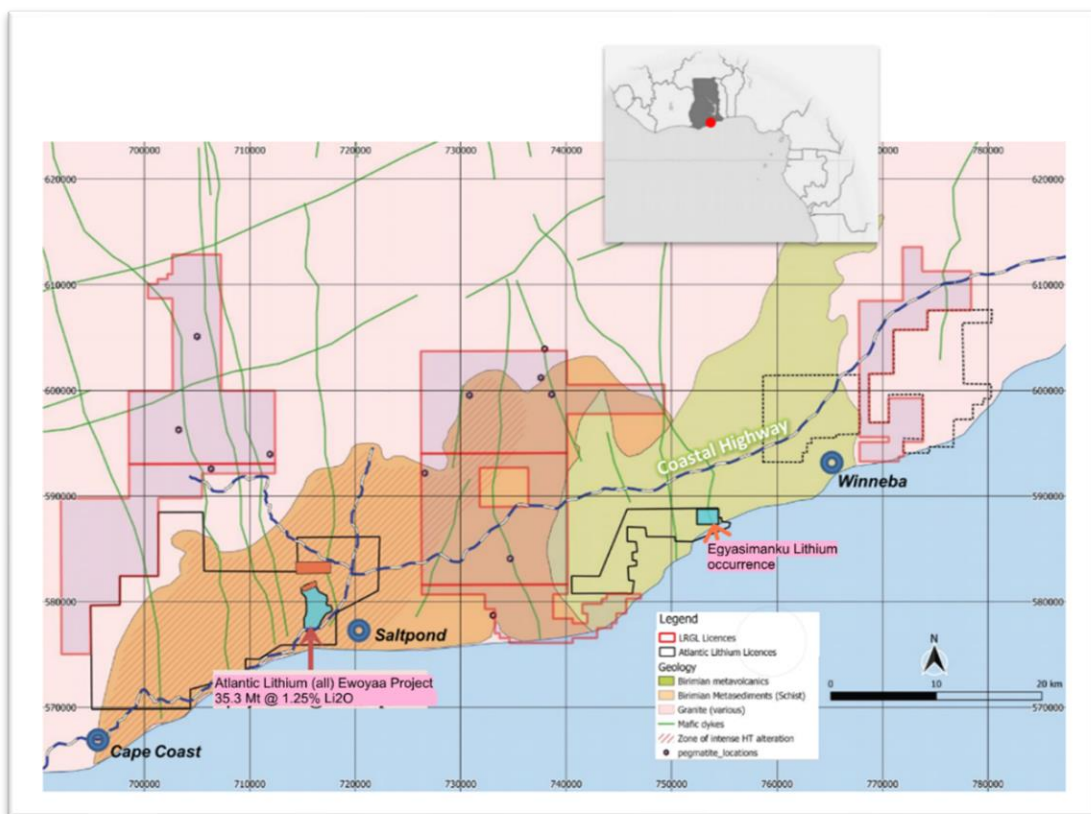 700000 710000 720000 730000 740000 770000 780000
620000 620000
610000 610000
600000 600000
590000 590000
580000
570000 570000
Coastal Highway
Winneba
Egyasimanku Lithium
occurrence
Saltpond
Atlantic Lithium (all) Ewoyaa Project
35.3 Mt @ 1.25% Li2O
Cape Coast
Legend
LRGL Licences
Atlantic Lithium Licences
Geology
Birimian metavolcanics
Birimian Metasediments (Schist)
Granite (various)
Mafic dykes
Zone of intense HT alteration
pegmatite_locations
N
0 10 20 km
700000 710000 720000 730000 740000 750000 760000 770000 780000